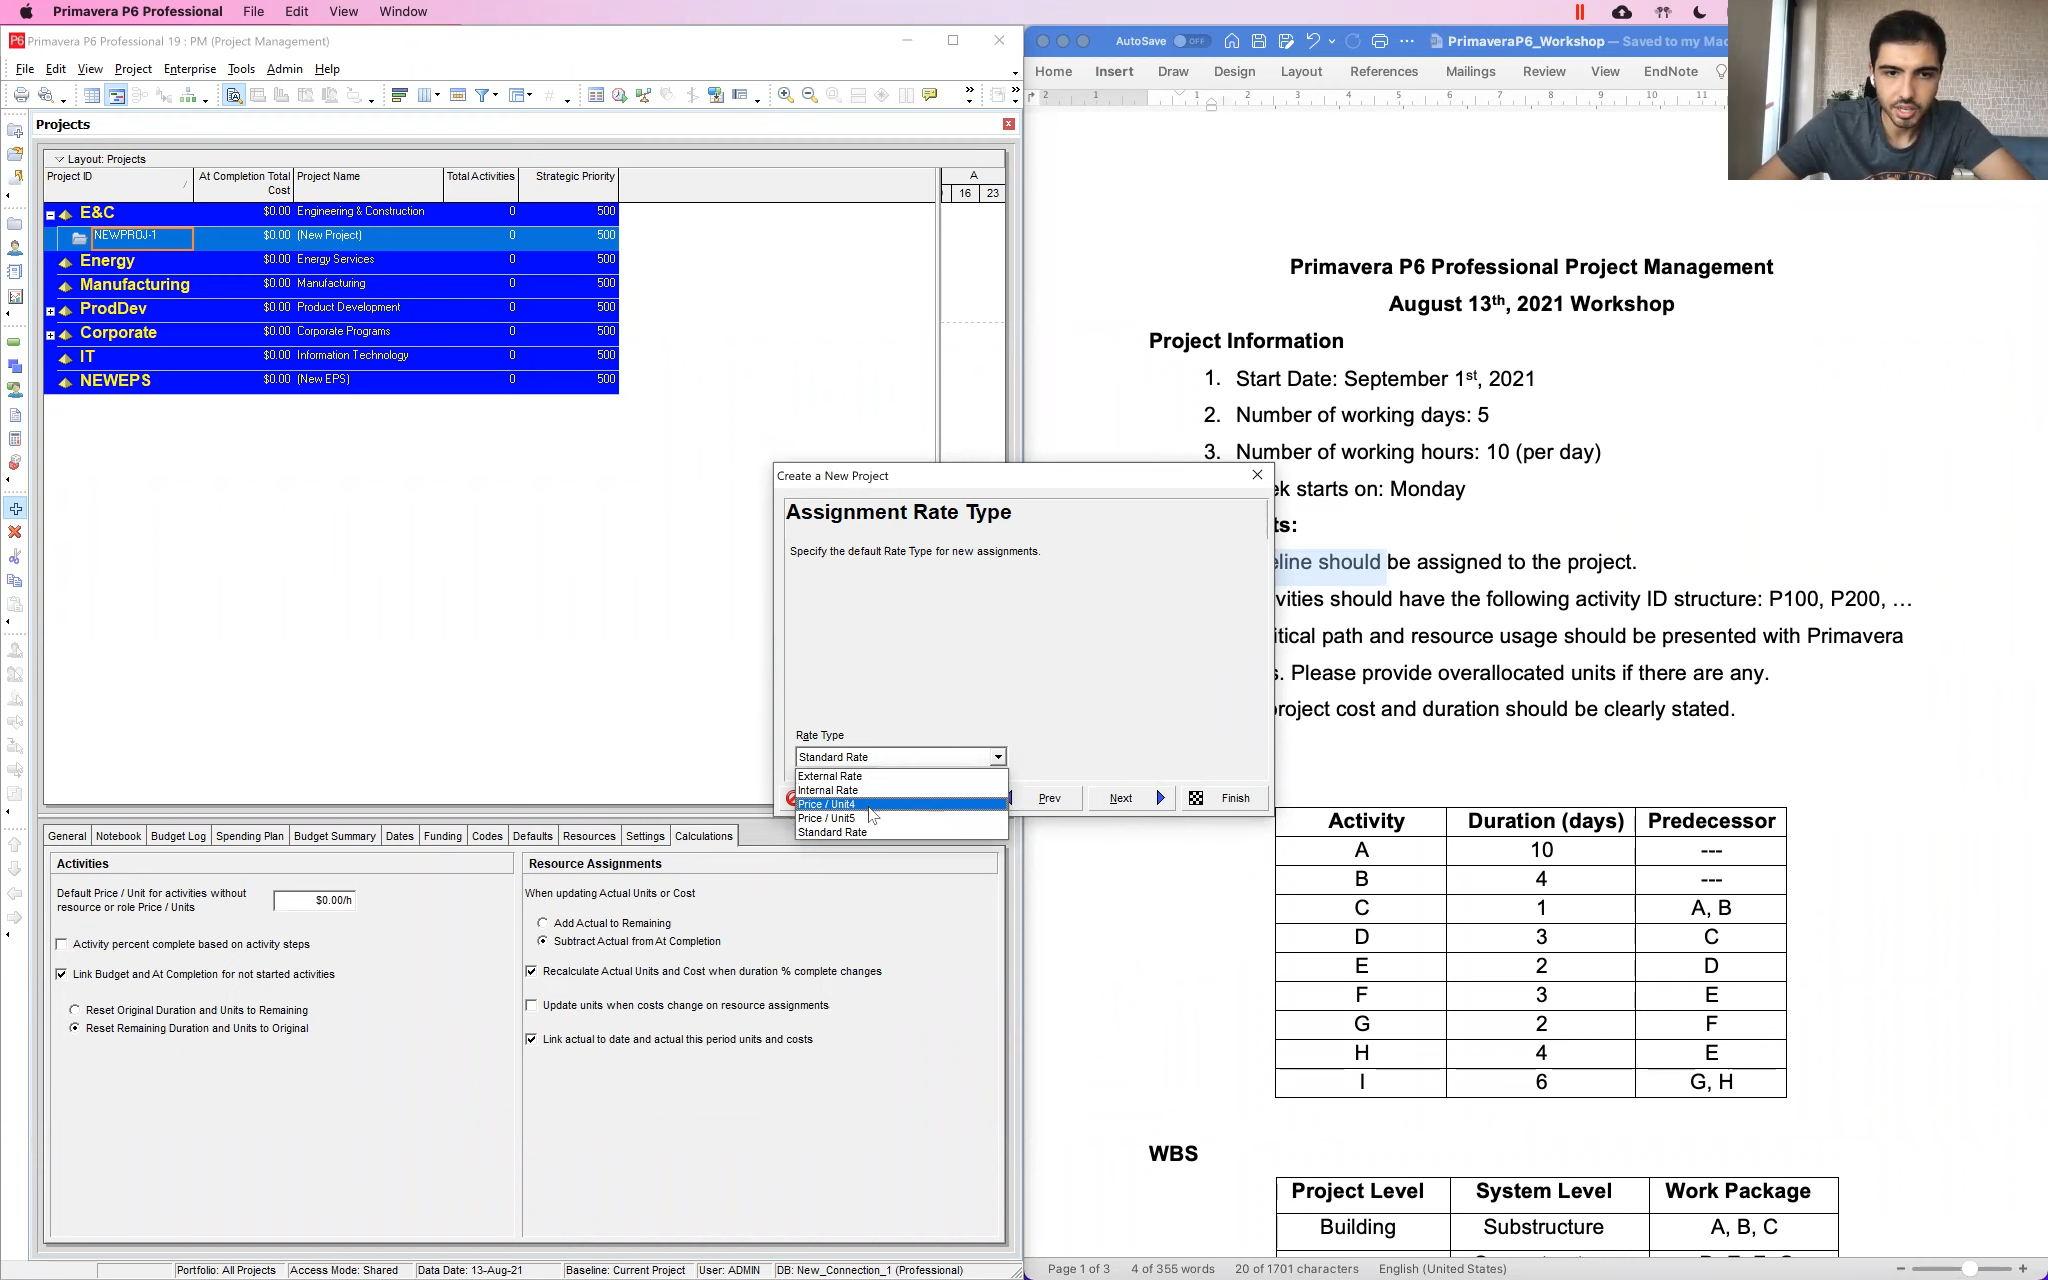 Primavera P6 Professional File Edit View Window
Primavera P6 Professional 19 : PM (Project Management)
File Edit View Project Enterprise Tools Admin Help
Projects
Layout: Projects
Project ID At Completion Total Cost Project Name Total Activities Strategic Priority
A
16 23
E&C $0.00 Engineering & Construction 0 500
NEWPROJ-1 $0.00 (New Project) 0 500
Energy $0.00 Energy Services 0 500
Manufacturing $0.00 Manufacturing 0 500
ProdDev $0.00 Product Development 0 500
Corporate $0.00 Corporate Programs 0 500
IT $0.00 Information Technology 0 500
NEWEPS $0.00 (New EPS) 0 500
Create a New Project
Assignment Rate Type
Specify the default Rate Type for new assignments.
Rate Type
Standard Rate
External Rate
Internal Rate
Price / Unit4
Price / Unit5
Standard Rate
Prev Next Finish
General Notebook Budget Log Spending Plan Budget Summary Dates Funding Codes Defaults Resources Settings Calculations
Activities
Default Price / Unit for activities without
resource or role Price / Units
$0.00/h
Activity percent complete based on activity steps
Link Budget and At Completion for not started activities
Reset Original Duration and Units to Remaining
Reset Remaining Duration and Units to Original
Resource Assignments
When updating Actual Units or Cost
Add Actual to Remaining
Subtract Actual from At Completion
Recalculate Actual Units and Cost when duration % complete changes
Update units when costs change on resource assignments
Link actual to date and actual this period units and costs
Portfolio: All Projects Access Mode: Shared Data Date: 13-Aug-21 Baseline: Current Project User: ADMIN DB: New_Connection_1 (Professional)
AutoSave OFF PrimaveraP6_Workshop — Saved to my Mac
Home Insert Draw Design Layout References Mailings Review View EndNote
2 1 1 2 3 4 5 6 7 8 9 10 11
Primavera P6 Professional Project Management
August 13th, 2021 Workshop
Project Information
1. Start Date: September 1st, 2021
2. Number of working days: 5
3. Number of working hours: 10 (per day)
ek starts on: Monday
ts:
eline should be assigned to the project.
vities should have the following activity ID structure: P100, P200, …
itical path and resource usage should be presented with Primavera
s. Please provide overallocated units if there are any.
project cost and duration should be clearly stated.
Activity Duration (days) Predecessor
A 10 ---
B 4 ---
C 1 A, B
D 3 C
E 2 D
F 3 E
G 2 F
H 4 E
I 6 G, H
WBS
Project Level System Level Work Package
Building Substructure A, B, C
Page 1 of 3 4 of 355 words 20 of 1701 characters English (United States)